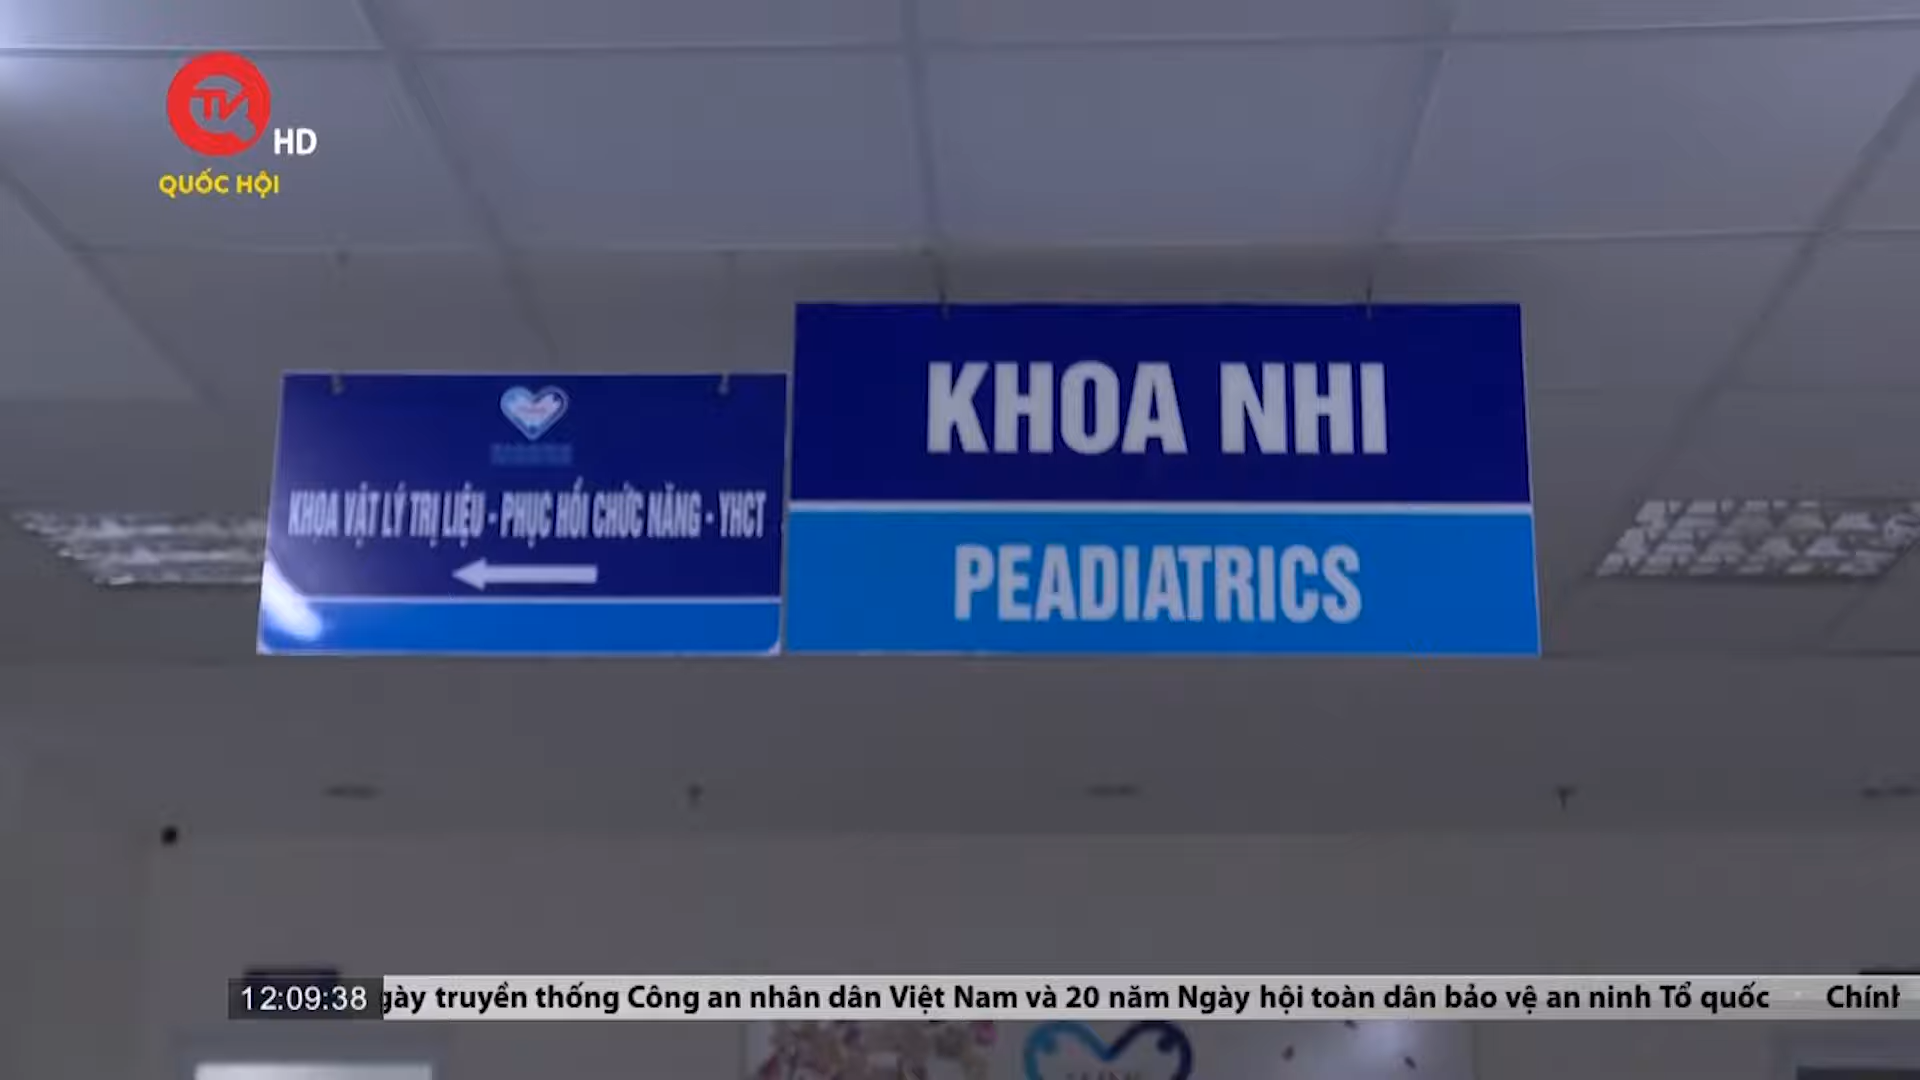 TV
HD
QUỐC HỘI
KHOA NHI
KHOA VẬT LÝ TRỊ LIỆU - PHỤC HỒI CHỨC NĂNG - YHCT
PEADIATRICS
12:09:38
gày truyền thống Công an nhân dân Việt Nam và 20 năm Ngày hội toàn dân bảo vệ an ninh Tổ quốc
Chính